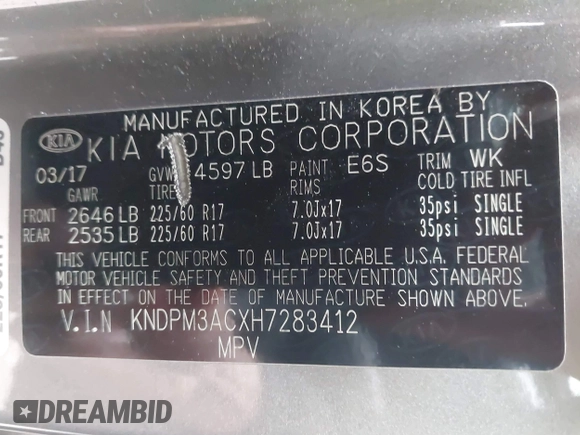 MANUFACTURED IN KOREA BY
KIA KIA MOTORS CORPORATION
03/17 GVWR 4597 LB PAINT E6S TRIM WK
GAWR TIRE RIMS COLD TIRE INFL
FRONT 2646 LB 225/60 R17 7.0Jx17 35psi SINGLE
REAR 2535 LB 225/60 R17 7.0Jx17 35psi SINGLE
THIS VEHICLE CONFORMS TO ALL APPLICABLE U.S.A. FEDERAL
MOTOR VEHICLE SAFETY AND THEFT PREVENTION STANDARDS
IN EFFECT ON THE DATE OF MANUFACTURE SHOWN ABOVE.
V.I.N KNDPM3ACXH7283412
MPV
DREAMBID